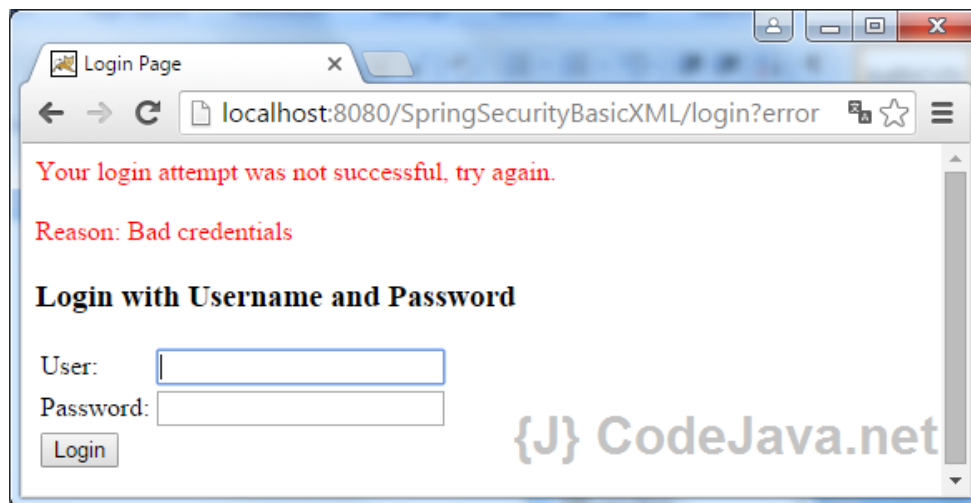 Login Page
localhost:8080/SpringSecurityBasicXML/login?error
Your login attempt was not successful, try again.
Reason: Bad credentials
Login with Username and Password
User:
Password:
Login
{J} CodeJava.net